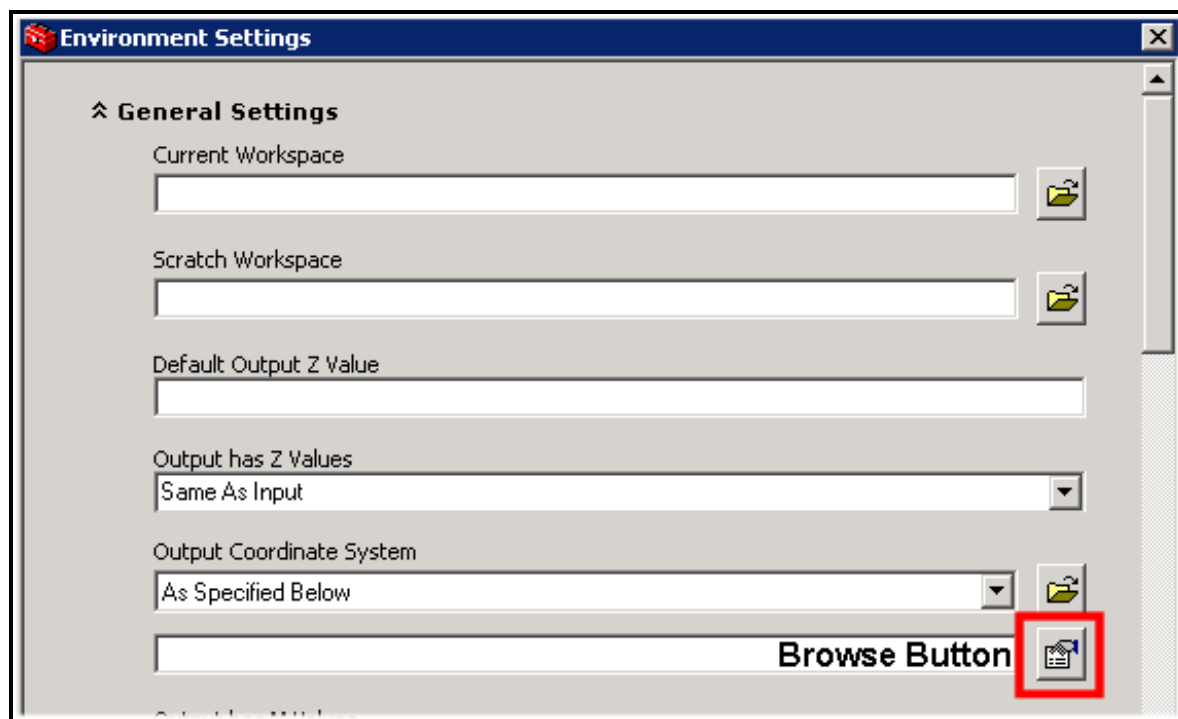 Environment Settings
General Settings
Current Workspace
Scratch Workspace
Default Output Z Value
Output has Z Values
Same As Input
Output Coordinate System
As Specified Below
Browse Button